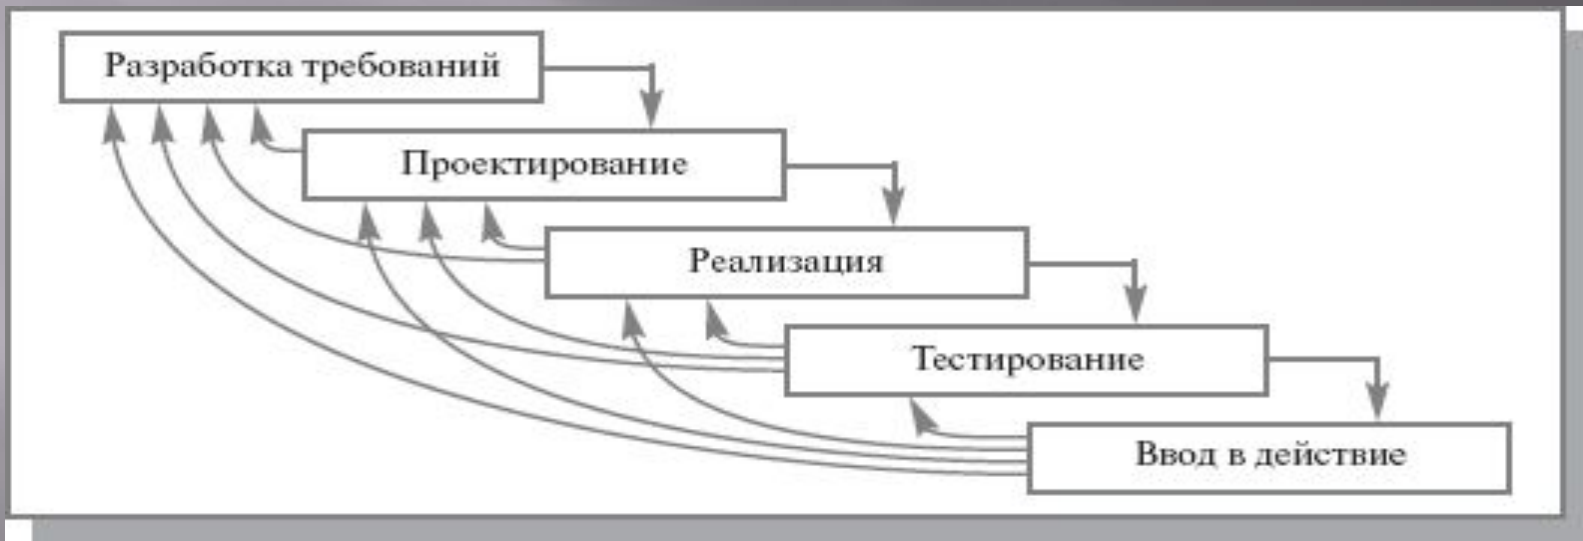 Разработка требований
Проектирование
Реализация
Тестирование
Ввод в действие